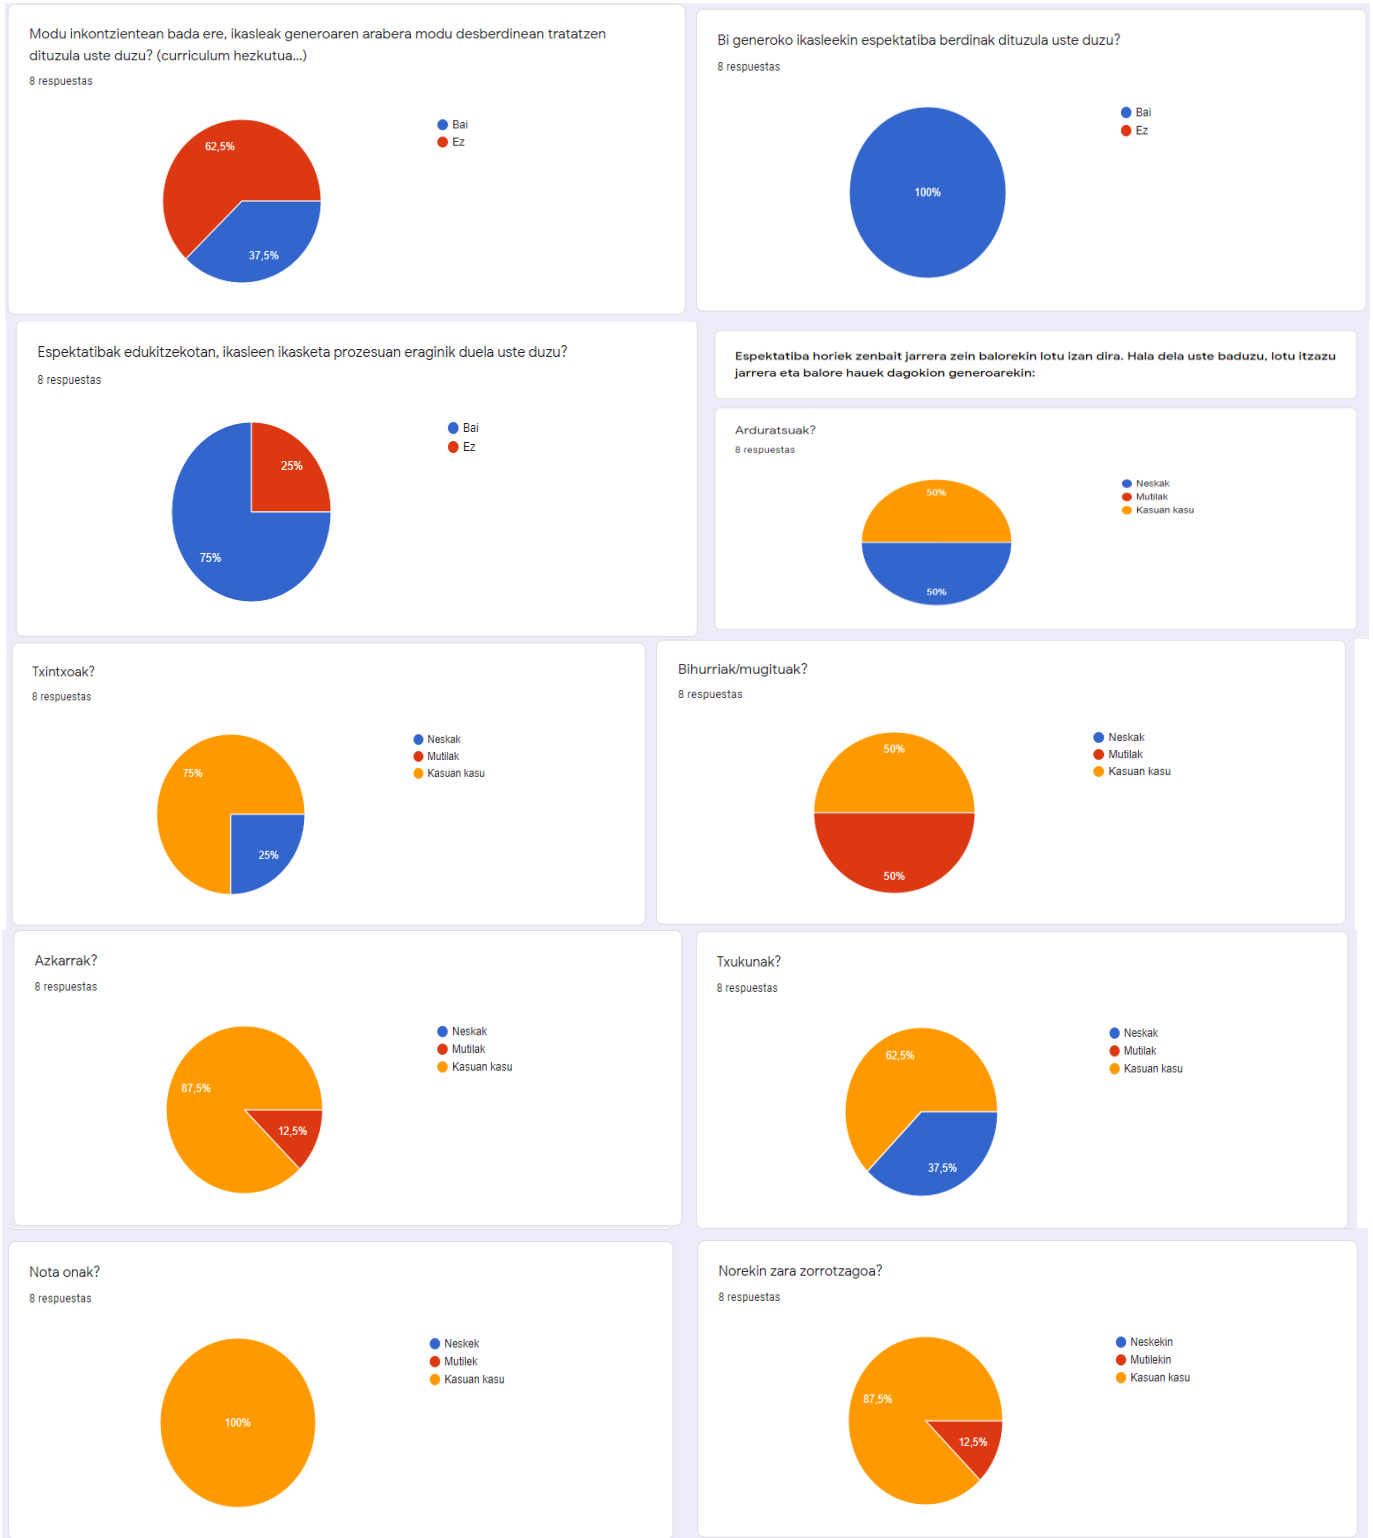 Modu inkontzientean bada ere, ikasleak generoaren arabera modu desberdinean tratatzen
dituzula uste duzu? (curriculum hezkutua...)
8 respuestas
62,5%
37,5%
Bai
Ez
Bi generoko ikasleekin espektatiba berdinak dituzula uste duzu?
8 respuestas
100%
Bai
Ez
Espektatibak edukitzekotan, ikasleen ikasketa prozesuan eraginik duela uste duzu?
8 respuestas
25%
75%
Bai
Ez
Espektatiba horiek zenbait jarrera zein balorekin lotu izan dira. Hala dela uste baduzu, lotu itzazu
jarrera eta balore hauek dagokion generoarekin:
Arduratsuak?
8 respuestas
50%
50%
Neskak
Mutilak
Kasuan kasu
Txintxoak?
8 respuestas
75%
25%
Neskak
Mutilak
Kasuan kasu
Bihurriak/mugituak?
8 respuestas
50%
50%
Neskak
Mutilak
Kasuan kasu
Azkarrak?
8 respuestas
87,5%
12,5%
Neskak
Mutilak
Kasuan kasu
Txukunak?
8 respuestas
62,5%
37,5%
Neskak
Mutilak
Kasuan kasu
Nota onak?
8 respuestas
100%
Neskek
Mutilek
Kasuan kasu
Norekin zara zorrotzagoa?
8 respuestas
87,5%
12,5%
Neskekin
Mutilekin
Kasuan kasu